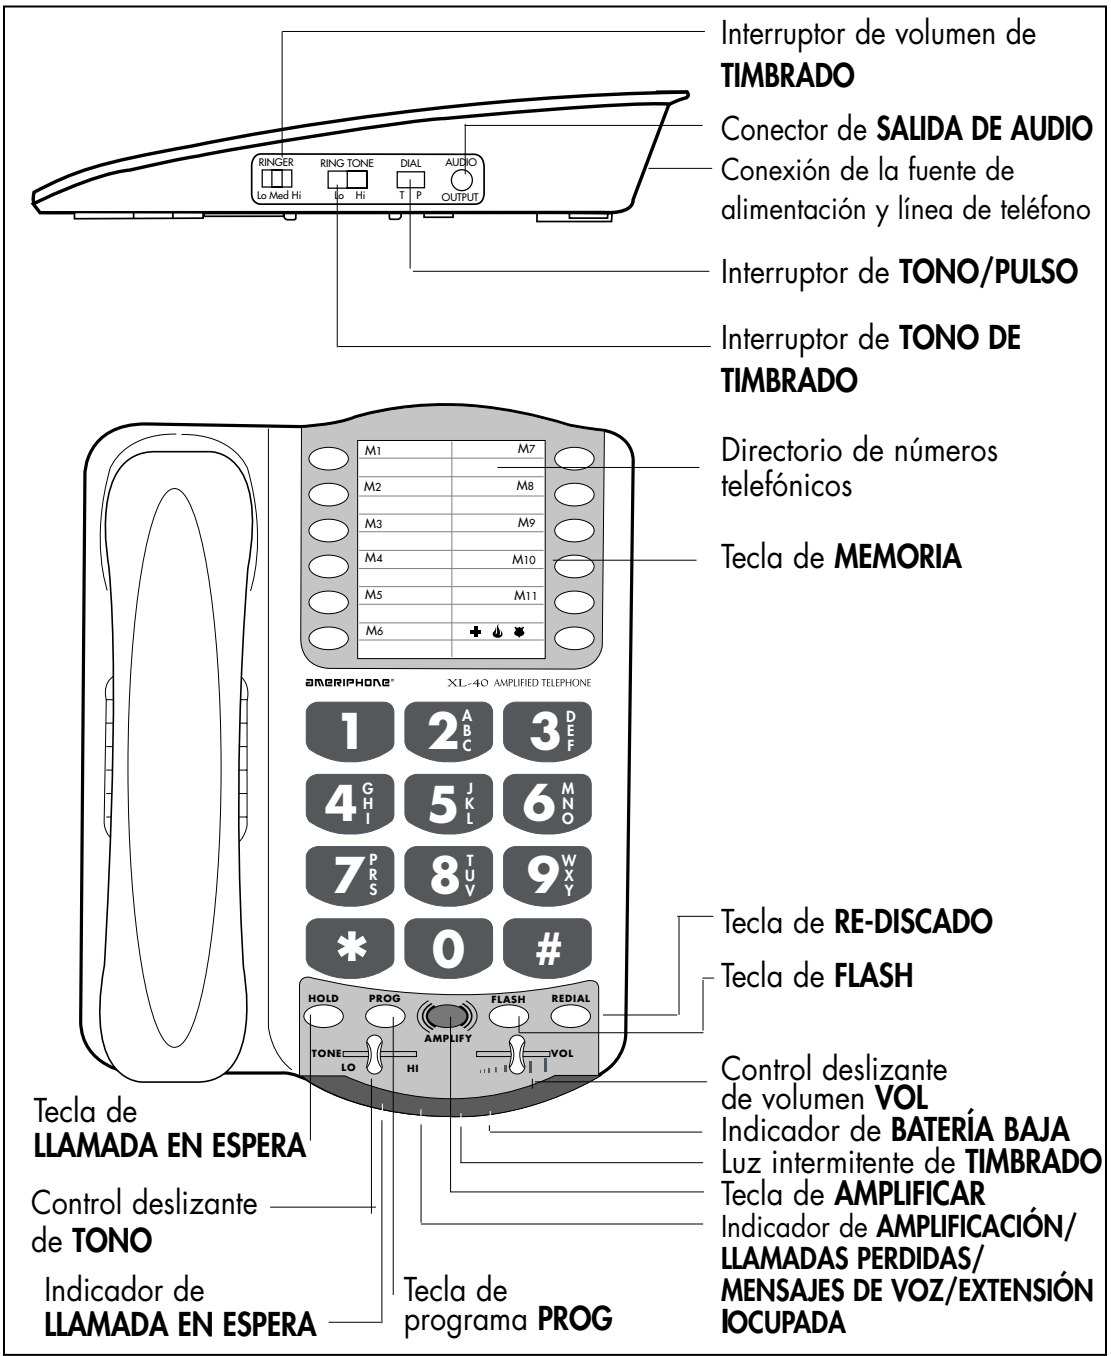 Interruptor de volumen de
TIMBRADO
Conector de SALIDA DE AUDIO
Conexión de la fuente de
alimentación y línea de teléfono
Interruptor de TONO/PULSO
Interruptor de TONO DE
TIMBRADO
RINGER RING TONE DIAL AUDIO
Lo Med Hi Lo Hi T P OUTPUT
Directorio de números
telefónicos
Tecla de MEMORIA
M1 M7
M2 M8
M3 M9
M4 M10
M5 M11
M6
AMERIPHONE® XL-40 AMPLIFIED TELEPHONE
1 2 ABC 3 DEF
4 GHI 5 JKL 6 MNO
7 PRS 8 TUV 9 WXY
* 0 #
HOLD PROG FLASH REDIAL
AMPLIFY
TONE VOL
LO HI
Tecla de RE-DISCADO
Tecla de FLASH
Control deslizante
de volumen VOL
Indicador de BATERÍA BAJA
Luz intermitente de TIMBRADO
Tecla de AMPLIFICAR
Indicador de AMPLIFICACIÓN/
LLAMADAS PERDIDAS/
MENSAJES DE VOZ/EXTENSIÓN
lOCUPADA
Tecla de
LLAMADA EN ESPERA
Control deslizante
de TONO
Indicador de
LLAMADA EN ESPERA
Tecla de
programa PROG